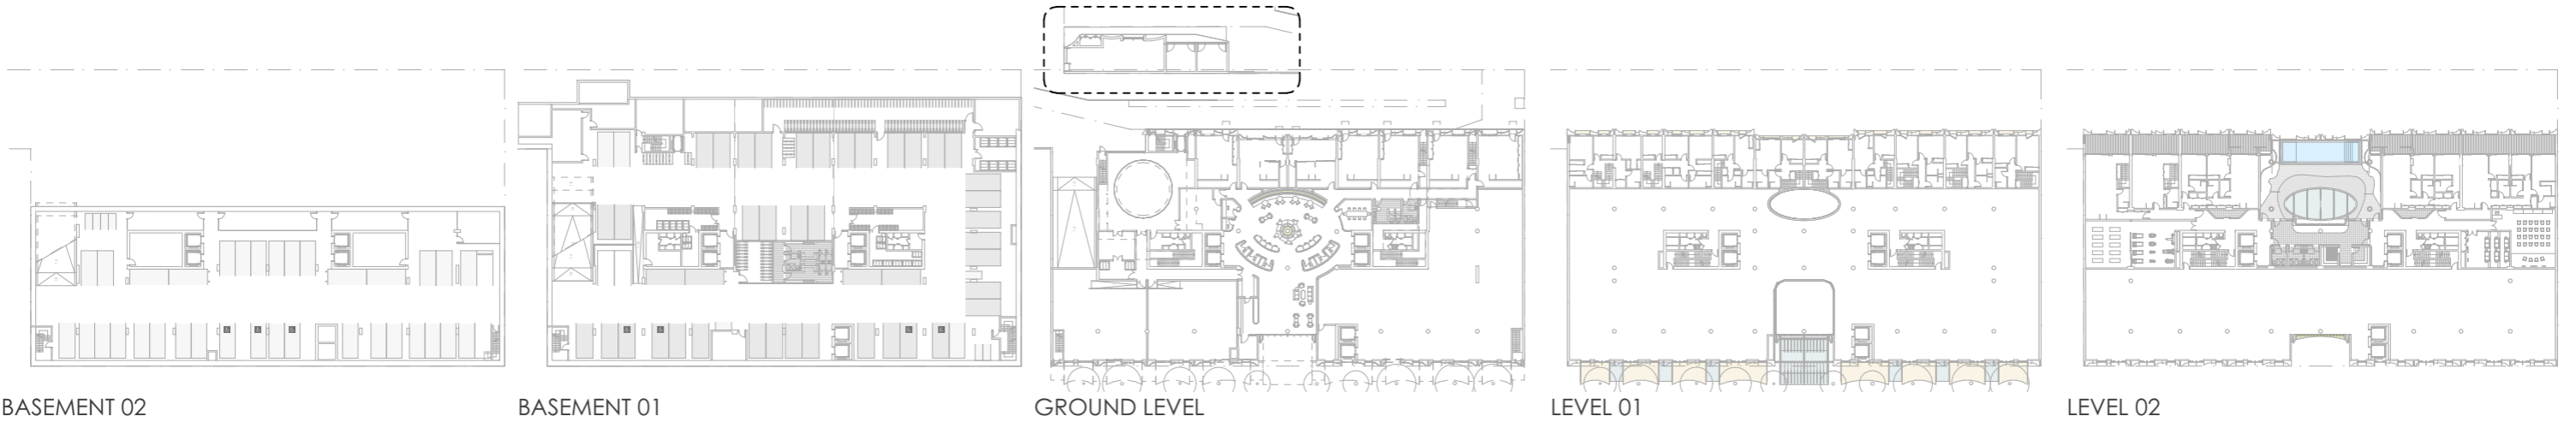 BASEMENT 02
BASEMENT 01
GROUND LEVEL
LEVEL 01
LEVEL 02